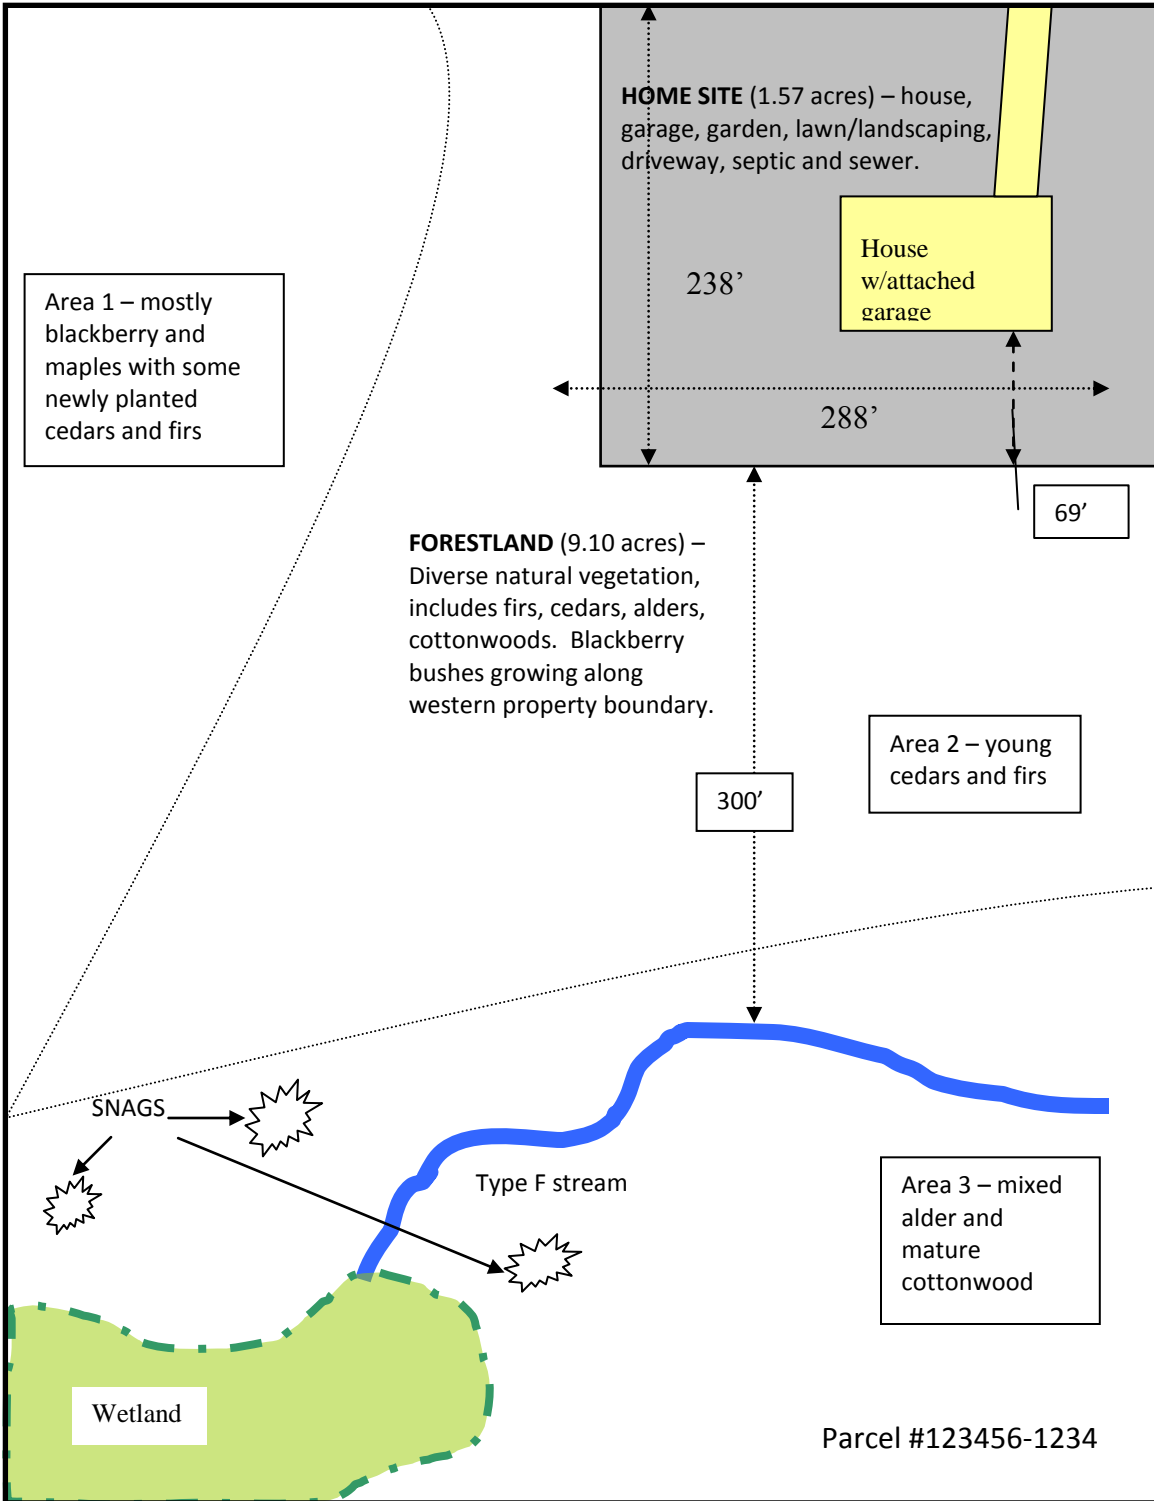 HOME SITE (1.57 acres) – house,
garage, garden, lawn/landscaping,
driveway, septic and sewer.
House
w/attached
garage
238’
288’
69’
Area 1 – mostly
blackberry and
maples with some
newly planted
cedars and firs
FORESTLAND (9.10 acres) –
Diverse natural vegetation,
includes firs, cedars, alders,
cottonwoods.  Blackberry
bushes growing along
western property boundary.
Area 2 – young
cedars and firs
300’
SNAGS
Type F stream
Area 3 – mixed
alder and
mature
cottonwood
Wetland
Parcel #123456-1234